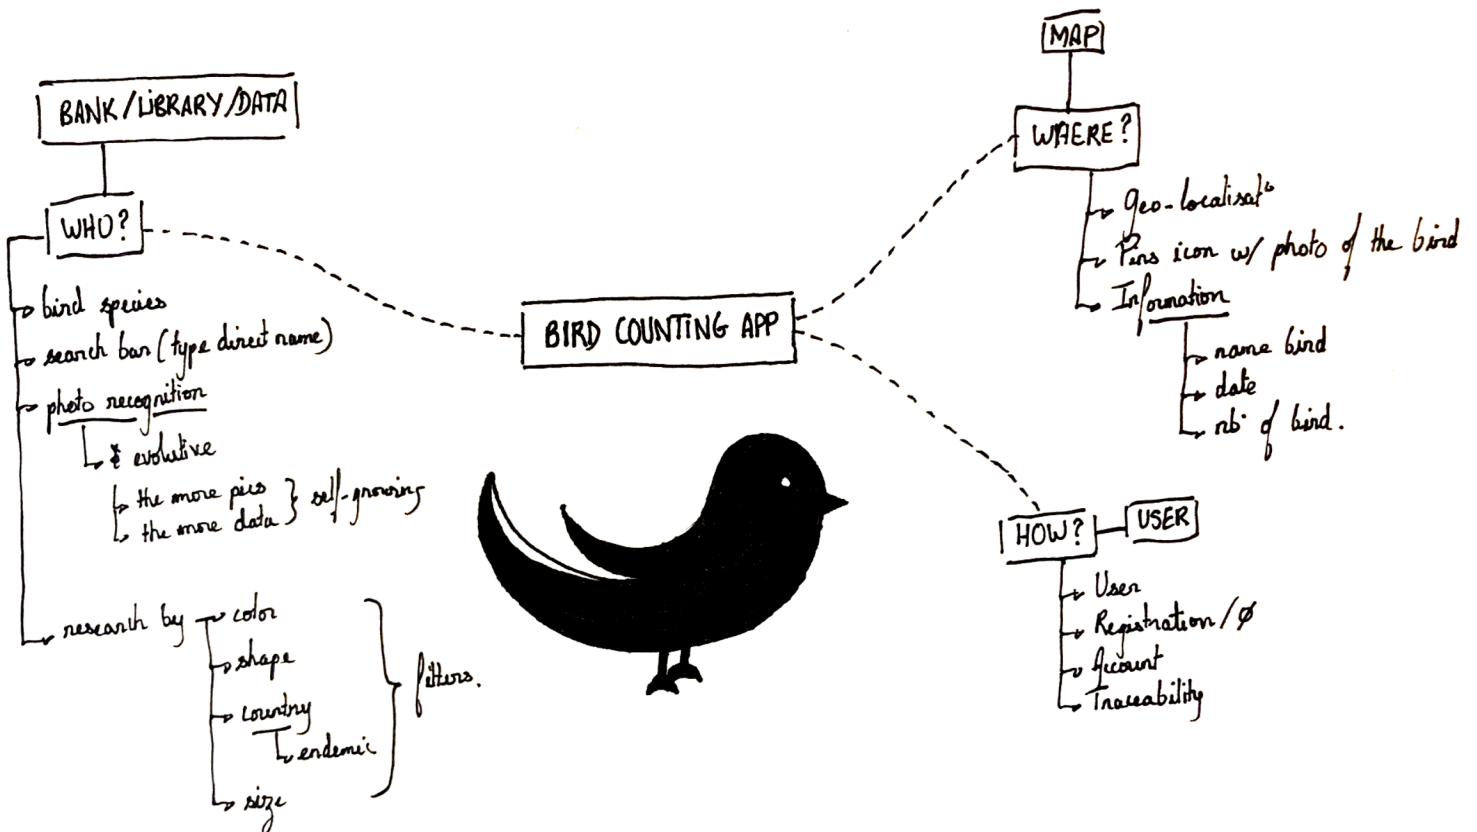 BANK/LIBRARY/DATA
WHO?
bird species
search bar (type direct name)
photo recognition
evolutive
the more pics
the more data
self-growing
research by
color
shape
country
endemic
size
filters.
BIRD COUNTING APP
MAP
WHERE?
geo-localisat°
Pins icon w/ photo of the bird
Information
name bird
date
nb. of bird.
HOW?
USER
User
Registration/Ø
Account
Traceability